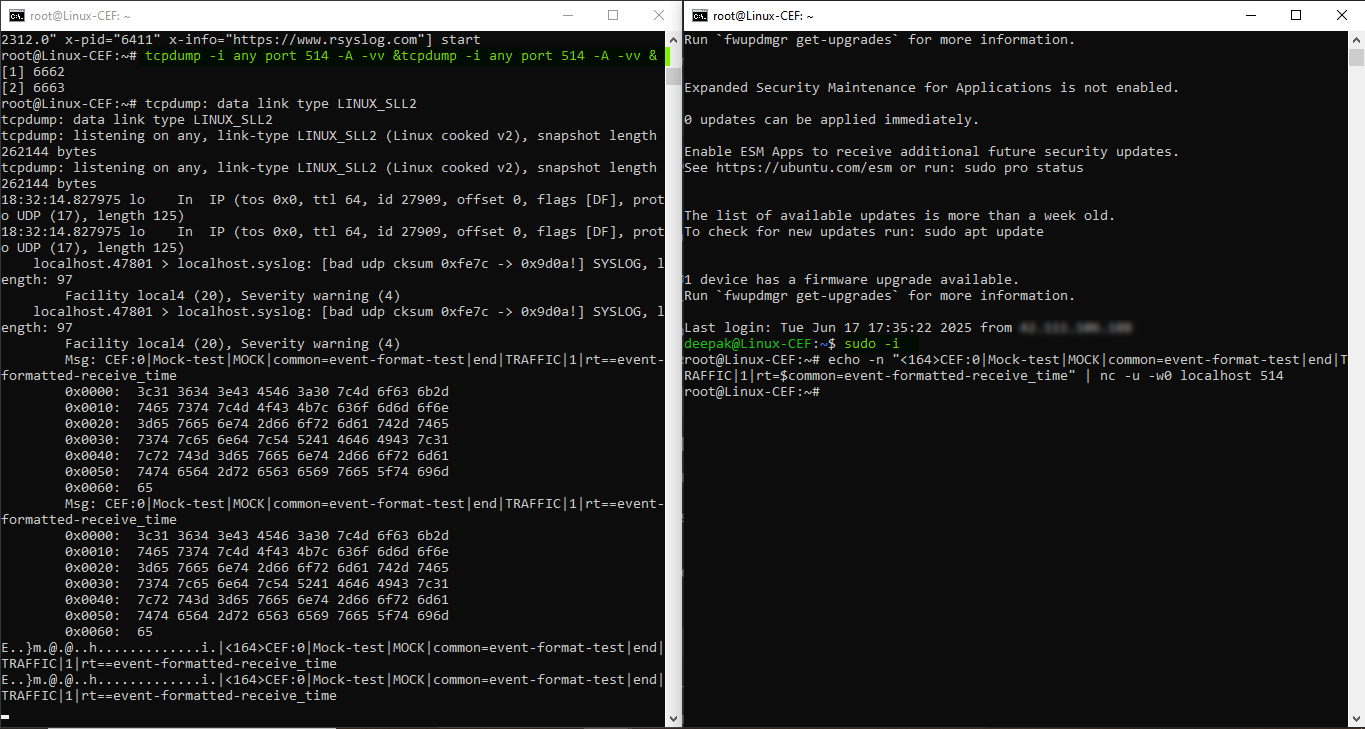 root@Linux-CEF: ~
2312.0" x-pid="6411" x-info="https://www.rsyslog.com"] start
root@Linux-CEF:~# tcpdump -i any port 514 -A -vv &tcpdump -i any port 514 -A -vv &
[1] 6662
[2] 6663
root@Linux-CEF:~# tcpdump: data link type LINUX_SLL2
tcpdump: data link type LINUX_SLL2
tcpdump: listening on any, link-type LINUX_SLL2 (Linux cooked v2), snapshot length
262144 bytes
tcpdump: listening on any, link-type LINUX_SLL2 (Linux cooked v2), snapshot length
262144 bytes
18:32:14.827975 lo    In  IP (tos 0x0, ttl 64, id 27909, offset 0, flags [DF], prot
o UDP (17), length 125)
18:32:14.827975 lo    In  IP (tos 0x0, ttl 64, id 27909, offset 0, flags [DF], prot
o UDP (17), length 125)
    localhost.47801 > localhost.syslog: [bad udp cksum 0xfe7c -> 0x9d0a!] SYSLOG, l
ength: 97
        Facility local4 (20), Severity warning (4)
    localhost.47801 > localhost.syslog: [bad udp cksum 0xfe7c -> 0x9d0a!] SYSLOG, l
ength: 97
        Facility local4 (20), Severity warning (4)
        Msg: CEF:0|Mock-test|MOCK|common=event-format-test|end|TRAFFIC|1|rt==event-
formatted-receive_time
        0x0000:  3c31 3634 3e43 4546 3a30 7c4d 6f63 6b2d
        0x0010:  7465 7374 7c4d 4f43 4b7c 636f 6d6d 6f6e
        0x0020:  3d65 7665 6e74 2d66 6f72 6d61 742d 7465
        0x0030:  7374 7c65 6e64 7c54 5241 4646 4943 7c31
        0x0040:  7c72 743d 3d65 7665 6e74 2d66 6f72 6d61
        0x0050:  7474 6564 2d72 6563 6569 7665 5f74 696d
        0x0060:  65
        Msg: CEF:0|Mock-test|MOCK|common=event-format-test|end|TRAFFIC|1|rt==event-
formatted-receive_time
        0x0000:  3c31 3634 3e43 4546 3a30 7c4d 6f63 6b2d
        0x0010:  7465 7374 7c4d 4f43 4b7c 636f 6d6d 6f6e
        0x0020:  3d65 7665 6e74 2d66 6f72 6d61 742d 7465
        0x0030:  7374 7c65 6e64 7c54 5241 4646 4943 7c31
        0x0040:  7c72 743d 3d65 7665 6e74 2d66 6f72 6d61
        0x0050:  7474 6564 2d72 6563 6569 7665 5f74 696d
        0x0060:  65
E..}m.@.@..h.............i.|<164>CEF:0|Mock-test|MOCK|common=event-format-test|end|
TRAFFIC|1|rt==event-formatted-receive_time
E..}m.@.@..h.............i.|<164>CEF:0|Mock-test|MOCK|common=event-format-test|end|
TRAFFIC|1|rt==event-formatted-receive_time
root@Linux-CEF: ~
Run `fwupdmgr get-upgrades` for more information.
Expanded Security Maintenance for Applications is not enabled.
0 updates can be applied immediately.
Enable ESM Apps to receive additional future security updates.
See https://ubuntu.com/esm or run: sudo pro status
The list of available updates is more than a week old.
To check for new updates run: sudo apt update
1 device has a firmware upgrade available.
Run `fwupdmgr get-upgrades` for more information.
Last login: Tue Jun 17 17:35:22 2025 from
deepak@Linux-CEF:~$ sudo -i
root@Linux-CEF:~# echo -n "<164>CEF:0|Mock-test|MOCK|common=event-format-test|end|T
RAFFIC|1|rt=$common=event-formatted-receive_time" | nc -u -w0 localhost 514
root@Linux-CEF:~#